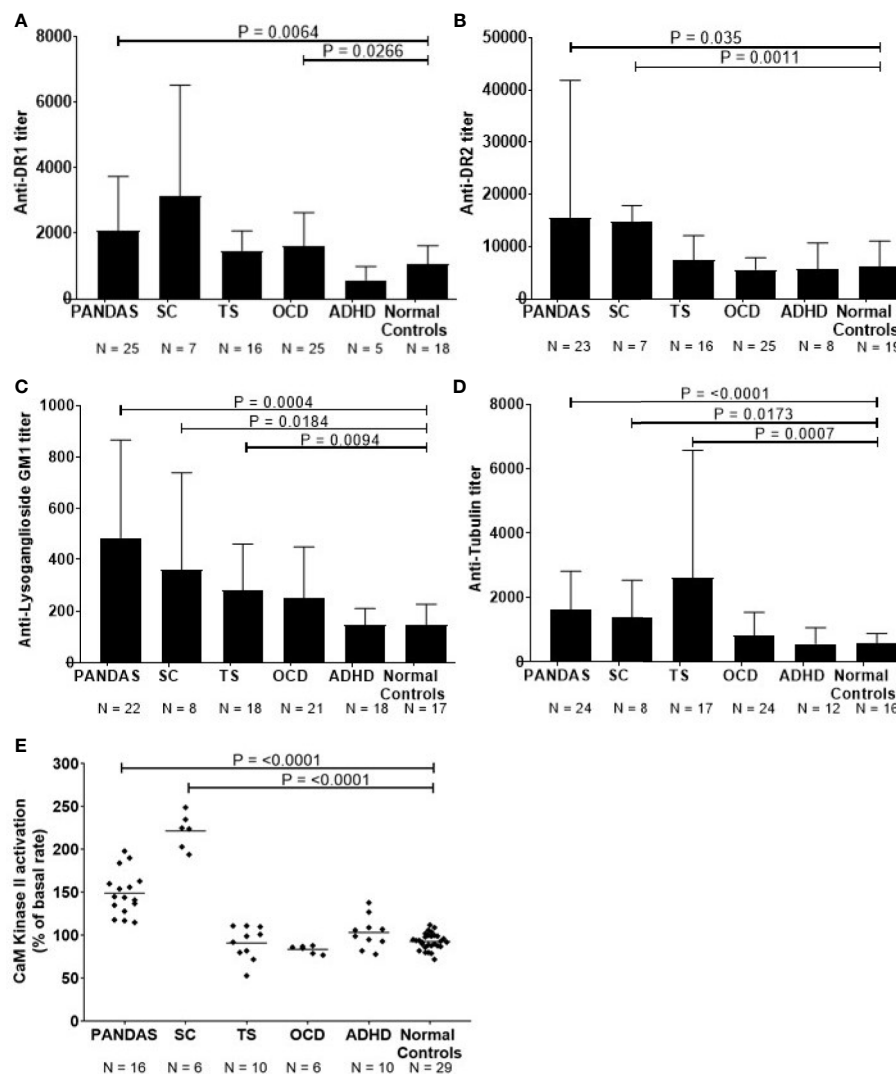 A
P = 0.0064
P = 0.0266
8000
6000
4000
2000
0
Anti-DR1 titer
PANDAS SC TS OCD ADHD Normal
Controls
N = 25 N = 7 N = 16 N = 25 N = 5 N = 18
B
P = 0.035
P = 0.0011
50000
40000
30000
20000
10000
0
Anti-DR2 titer
PANDAS SC TS OCD ADHD Normal
Controls
N = 23 N = 7 N = 16 N = 25 N = 8 N = 19
C
P = 0.0004
P = 0.0184
P = 0.0094
1000
800
600
400
200
0
Anti-Lysoganglioside GM1 titer
PANDAS SC TS OCD ADHD Normal
Controls
N = 22 N = 8 N = 18 N = 21 N = 18 N = 17
D
P = <0.0001
P = 0.0173
P = 0.0007
8000
6000
4000
2000
0
Anti-Tubulin titer
PANDAS SC TS OCD ADHD Normal
Controls
N = 24 N = 8 N = 17 N = 24 N = 12 N = 16
E
P = <0.0001
P = <0.0001
300
250
200
150
100
50
0
CaM Kinase II activation
(% of basal rate)
PANDAS SC TS OCD ADHD Normal
Controls
N = 16 N = 6 N = 10 N = 6 N = 10 N = 29